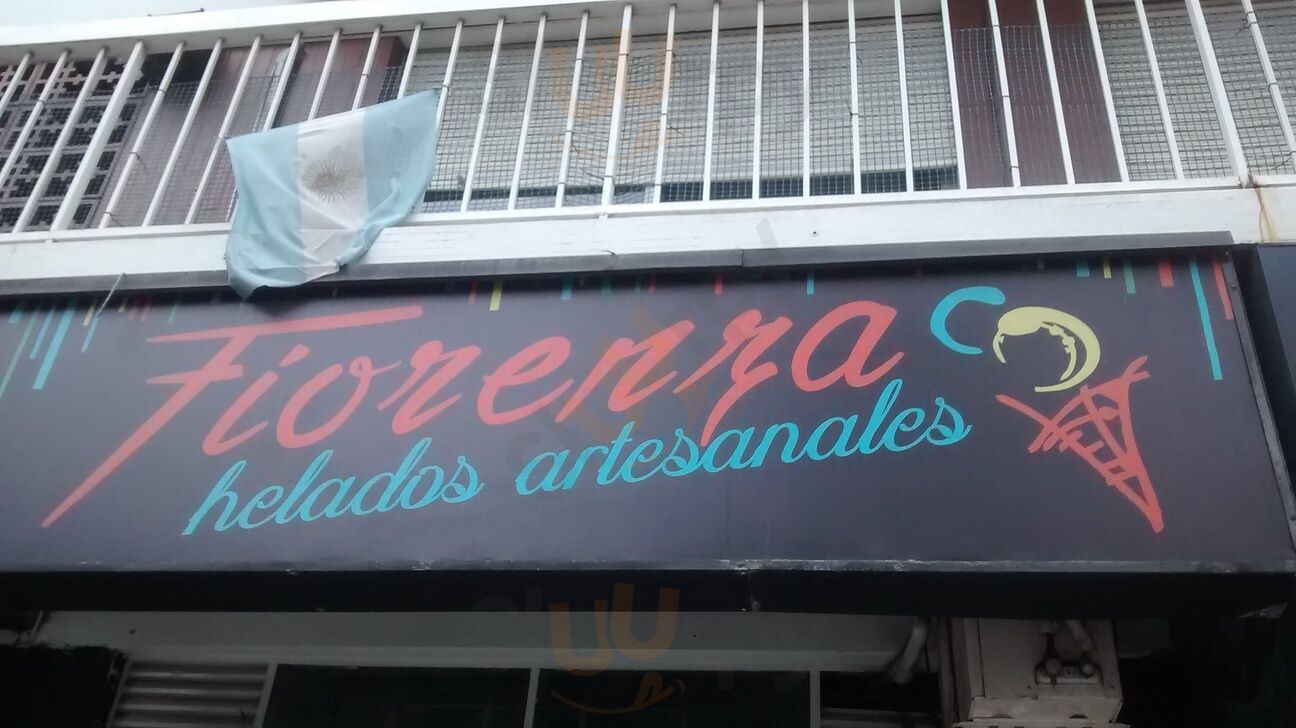 Fiorenza
helados artesanales